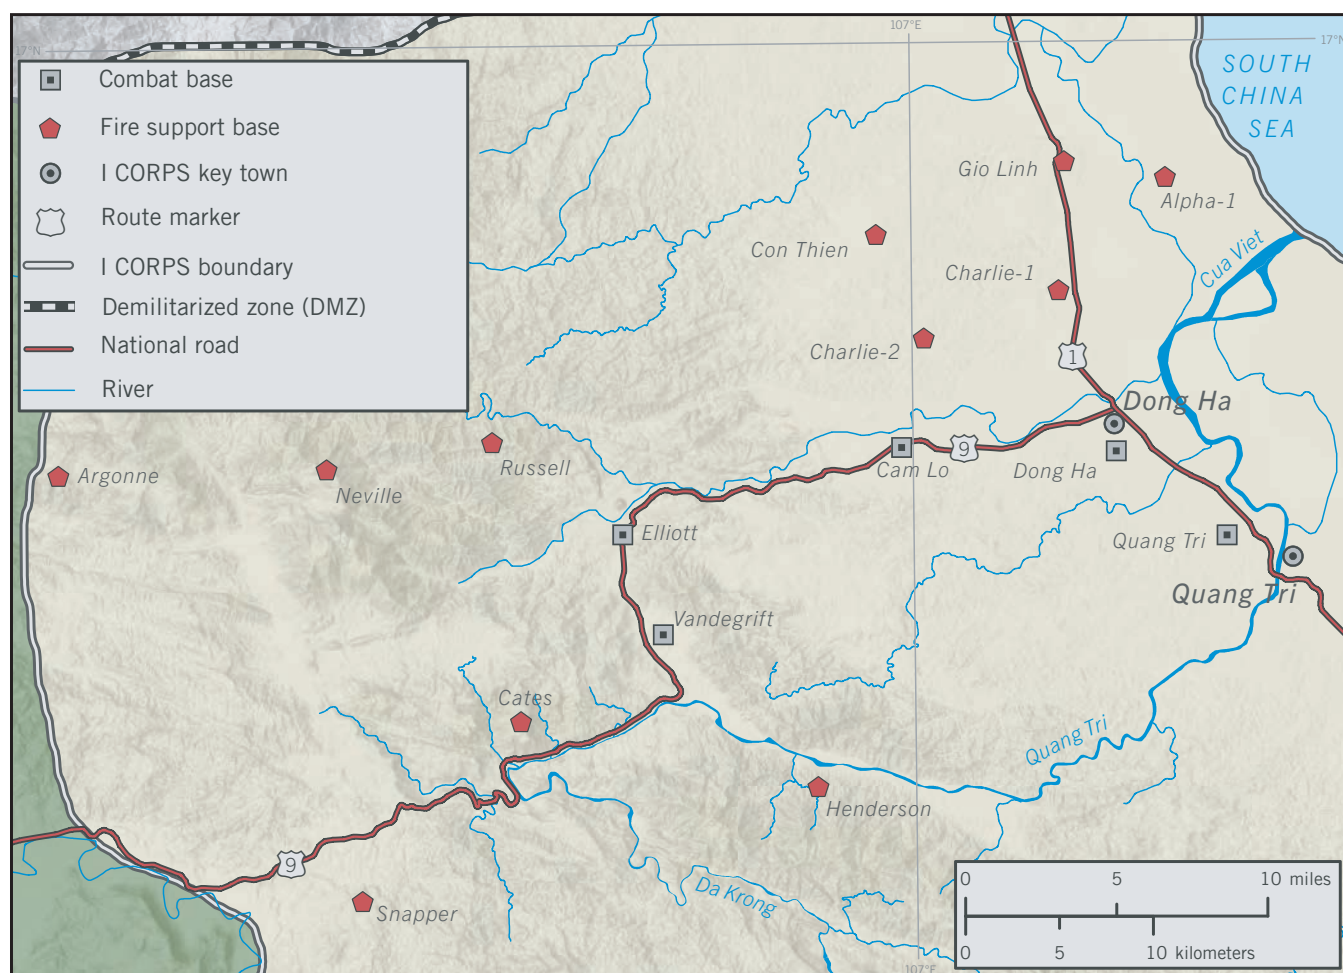 107°E
17°N
17°N
SOUTH
CHINA
SEA
Combat base
Fire support base
I CORPS key town
Route marker
I CORPS boundary
Demilitarized zone (DMZ)
National road
River
Gio Linh
Alpha-1
Con Thien
Cua Viet
Charlie-1
Charlie-2
1
Dong Ha
9
Russell
Cam Lo
Dong Ha
Argonne
Neville
Elliott
Quang Tri
Quang Tri
Vandegrift
Cates
Quang Tri
Henderson
9
Snapper
Da Krong
0 5 10 miles
0 5 10 kilometers
107°E